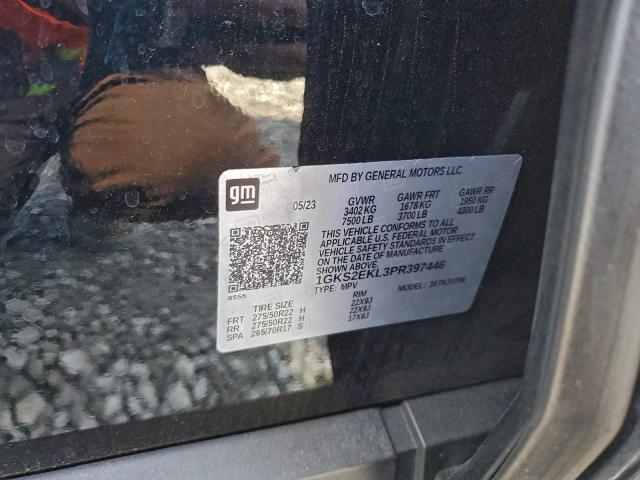 gm
MFD BY GENERAL MOTORS LLC
05/23
GVWR GAWR FRT GAWR RR
3402 KG 1678 KG 1950 KG
7500 LB 3700 LB 4300 LB
THIS VEHICLE CONFORMS TO ALL
APPLICABLE U.S. FEDERAL MOTOR
VEHICLE SAFETY STANDARDS IN EFFECT ON THE DATE OF MANUFACTURE
SHOWN ABOVE.
1GKS2EKL3PR397446
TYPE: MPV MODEL:
8555
TIRE SIZE RIM
FRT 275/50R22 H 22X9J
RR 275/50R22 H 22X9J
SPA 265/70R17 S 17X8J